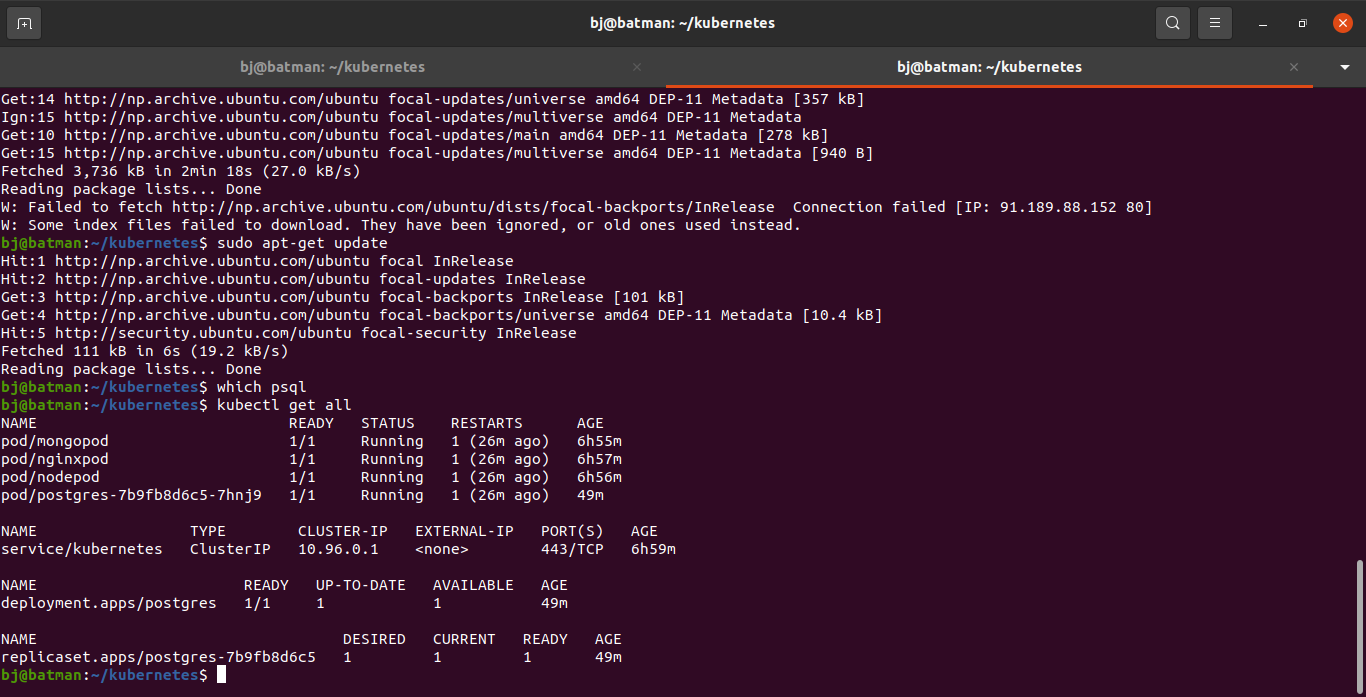 bj@batman: ~/kubernetes
bj@batman: ~/kubernetes
bj@batman: ~/kubernetes
Get:14 http://np.archive.ubuntu.com/ubuntu focal-updates/universe amd64 DEP-11 Metadata [357 kB]
Ign:15 http://np.archive.ubuntu.com/ubuntu focal-updates/multiverse amd64 DEP-11 Metadata
Get:10 http://np.archive.ubuntu.com/ubuntu focal-updates/main amd64 DEP-11 Metadata [278 kB]
Get:15 http://np.archive.ubuntu.com/ubuntu focal-updates/multiverse amd64 DEP-11 Metadata [940 B]
Fetched 3,736 kB in 2min 18s (27.0 kB/s)
Reading package lists... Done
W: Failed to fetch http://np.archive.ubuntu.com/ubuntu/dists/focal-backports/InRelease  Connection failed [IP: 91.189.88.152 80]
W: Some index files failed to download. They have been ignored, or old ones used instead.
bj@batman:~/kubernetes$ sudo apt-get update
Hit:1 http://np.archive.ubuntu.com/ubuntu focal InRelease
Hit:2 http://np.archive.ubuntu.com/ubuntu focal-updates InRelease
Get:3 http://np.archive.ubuntu.com/ubuntu focal-backports InRelease [101 kB]
Get:4 http://np.archive.ubuntu.com/ubuntu focal-backports/universe amd64 DEP-11 Metadata [10.4 kB]
Hit:5 http://security.ubuntu.com/ubuntu focal-security InRelease
Fetched 111 kB in 6s (19.2 kB/s)
Reading package lists... Done
bj@batman:~/kubernetes$ which psql
bj@batman:~/kubernetes$ kubectl get all
NAME                            READY   STATUS    RESTARTS      AGE
pod/mongopod                    1/1     Running   1 (26m ago)   6h55m
pod/nginxpod                    1/1     Running   1 (26m ago)   6h57m
pod/nodepod                     1/1     Running   1 (26m ago)   6h56m
pod/postgres-7b9fb8d6c5-7hnj9   1/1     Running   1 (26m ago)   49m
NAME                 TYPE        CLUSTER-IP   EXTERNAL-IP   PORT(S)   AGE
service/kubernetes   ClusterIP   10.96.0.1    <none>        443/TCP   6h59m
NAME                       READY   UP-TO-DATE   AVAILABLE   AGE
deployment.apps/postgres   1/1     1            1           49m
NAME                                  DESIRED   CURRENT   READY   AGE
replicaset.apps/postgres-7b9fb8d6c5   1         1         1       49m
bj@batman:~/kubernetes$